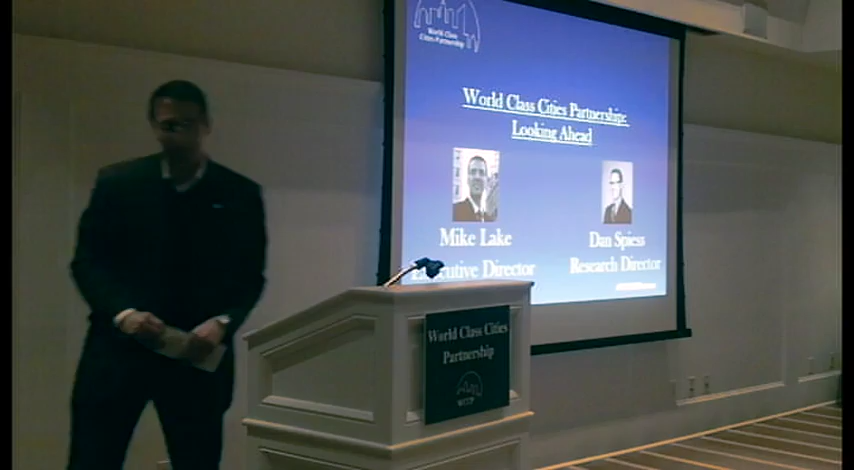 World Class
Cities Partnership
World Class Cities Partnership:
Looking Ahead
Mike Lake
Executive Director
Dan Spiess
Research Director
World Class Cities
Partnership
WCCP